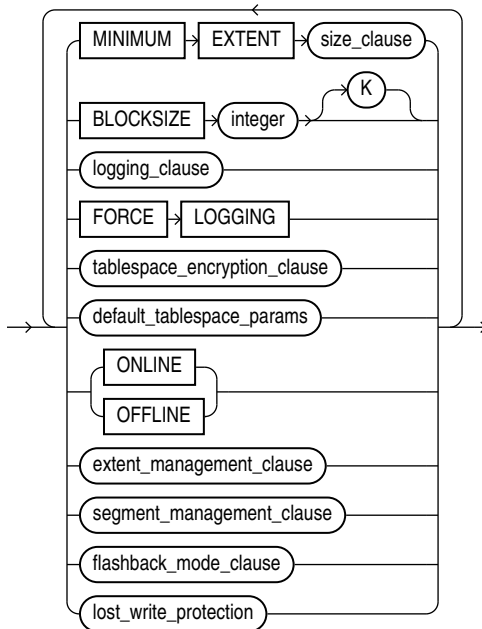 MINIMUM EXTENT size_clause
K
BLOCKSIZE integer
logging_clause
FORCE LOGGING
tablespace_encryption_clause
default_tablespace_params
ONLINE
OFFLINE
extent_management_clause
segment_management_clause
flashback_mode_clause
lost_write_protection